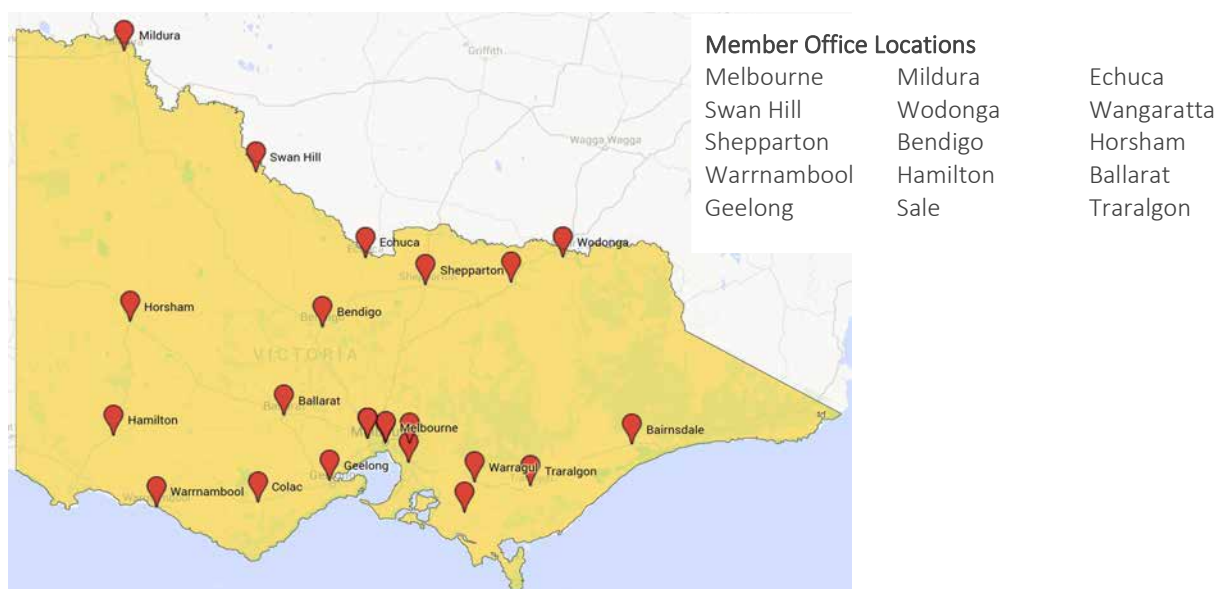 Member Office Locations
Melbourne Mildura Echuca
Swan Hill Wodonga Wangaratta
Shepparton Bendigo Horsham
Warrnambool Hamilton Ballarat
Geelong Sale Traralgon
Mildura
Griffith
Wagga Wagga
Swan Hill
Echuca
Wodonga
Shepparton
Horsham
Bendigo
VICTORIA
Ballarat
Hamilton
Melbourne
Bairnsdale
Geelong
Warragul
Traralgon
Colac
Warrnambool